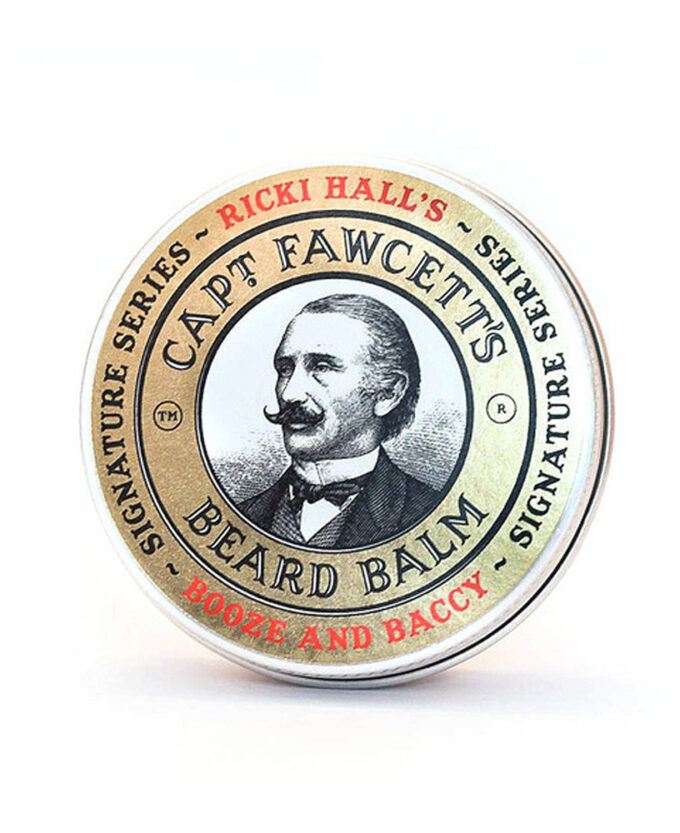 SIGNATURE SERIES ~ RICKI HALL'S ~ SIGNATURE SERIES ~ BOOZE AND BACCY ~
CAPT. FAWCETT'S
TM
R
BEARD BALM